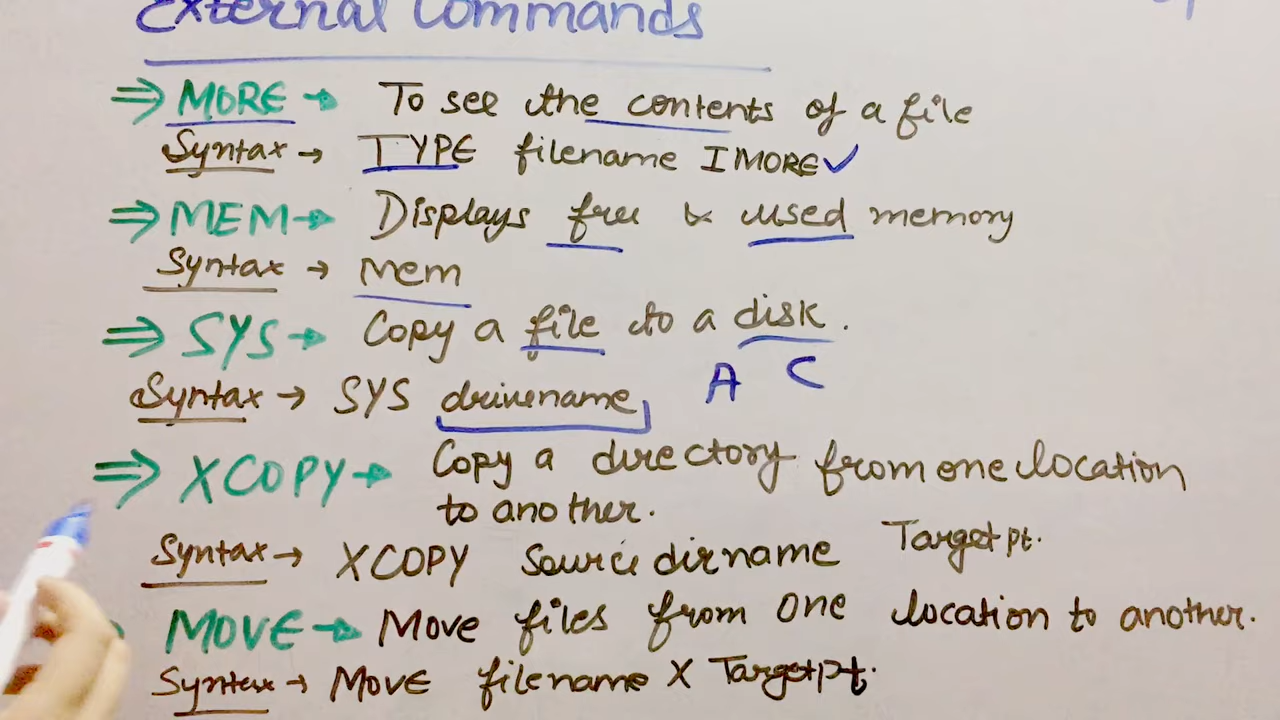 External Commands
⇒ MORE → To see the contents of a file
Syntax → TYPE filename I MORE ✓
⇒ MEM → Displays free & used memory
Syntax → Mem
⇒ SYS → Copy a file to a disk.
A C
Syntax → SYS drivename
⇒ XCOPY → Copy a directory from one location
to another.
Syntax → XCOPY Source dirname Target pt.
MOVE → Move files from one location to another.
Syntax → Move filename X Target pt.